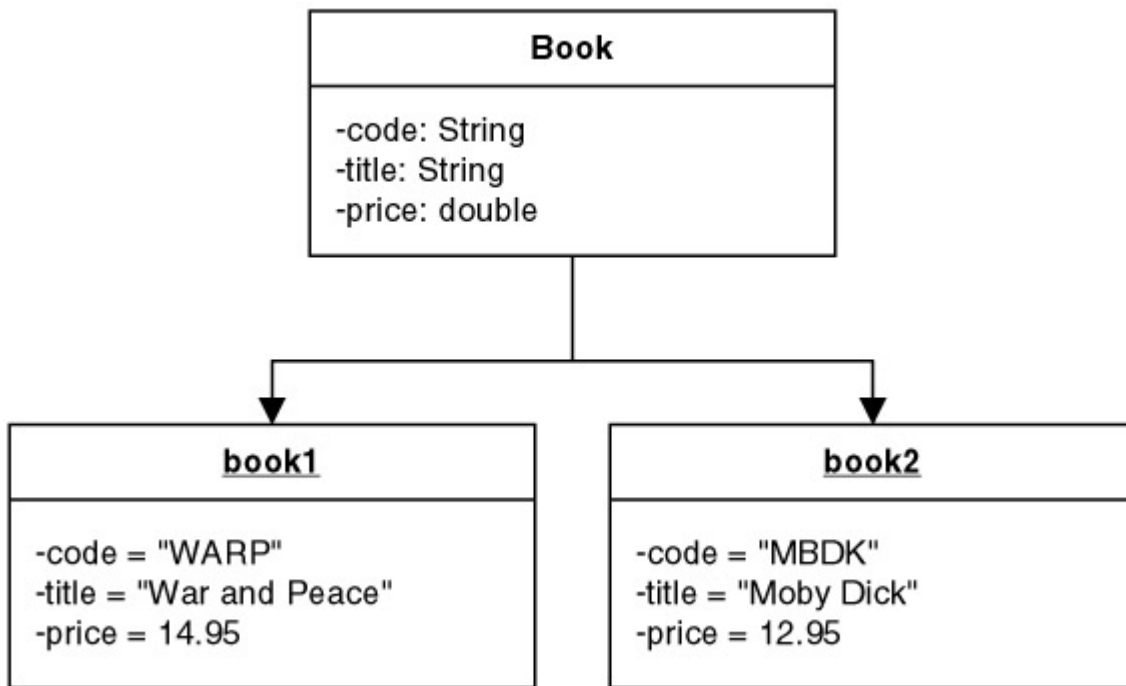 Book
-code: String
-title: String
-price: double
book1
-code = "WARP"
-title = "War and Peace"
-price = 14.95
book2
-code = "MBDK"
-title = "Moby Dick"
-price = 12.95